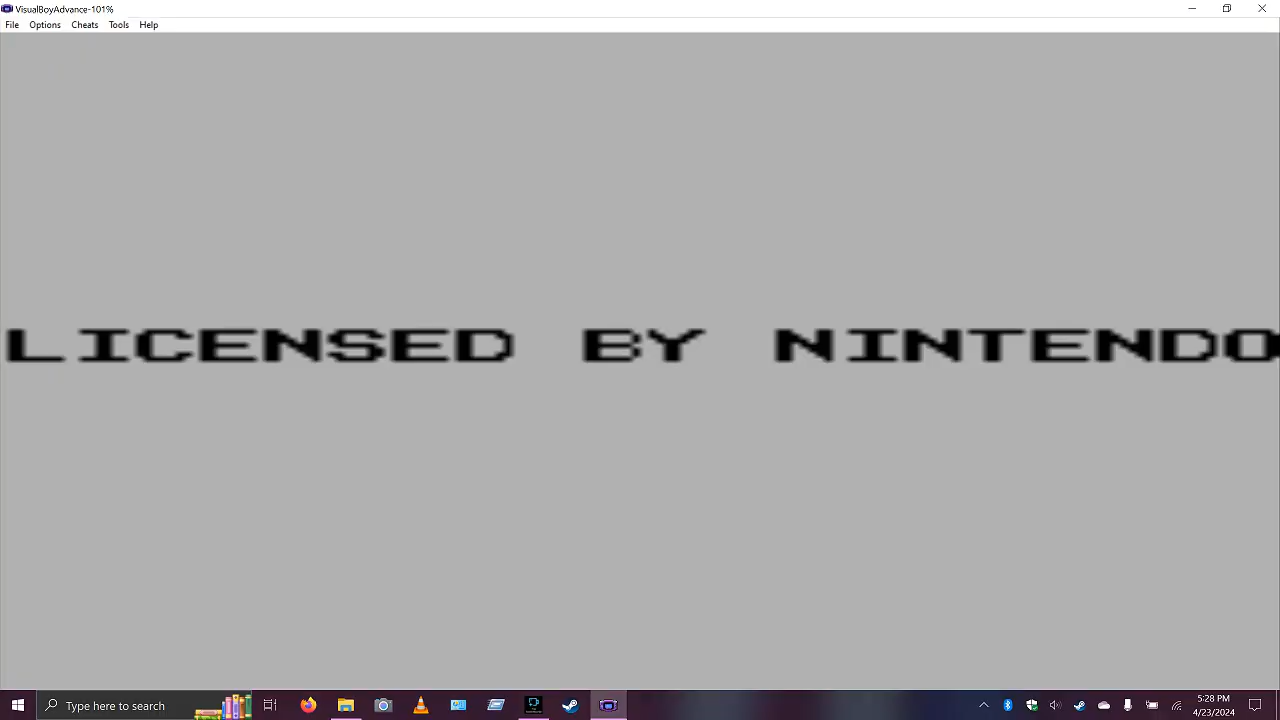 VisualBoyAdvance-101%
File Options Cheats Tools Help
LICENSED BY NINTENDO
Type here to search
5:28 PM
4/23/2024